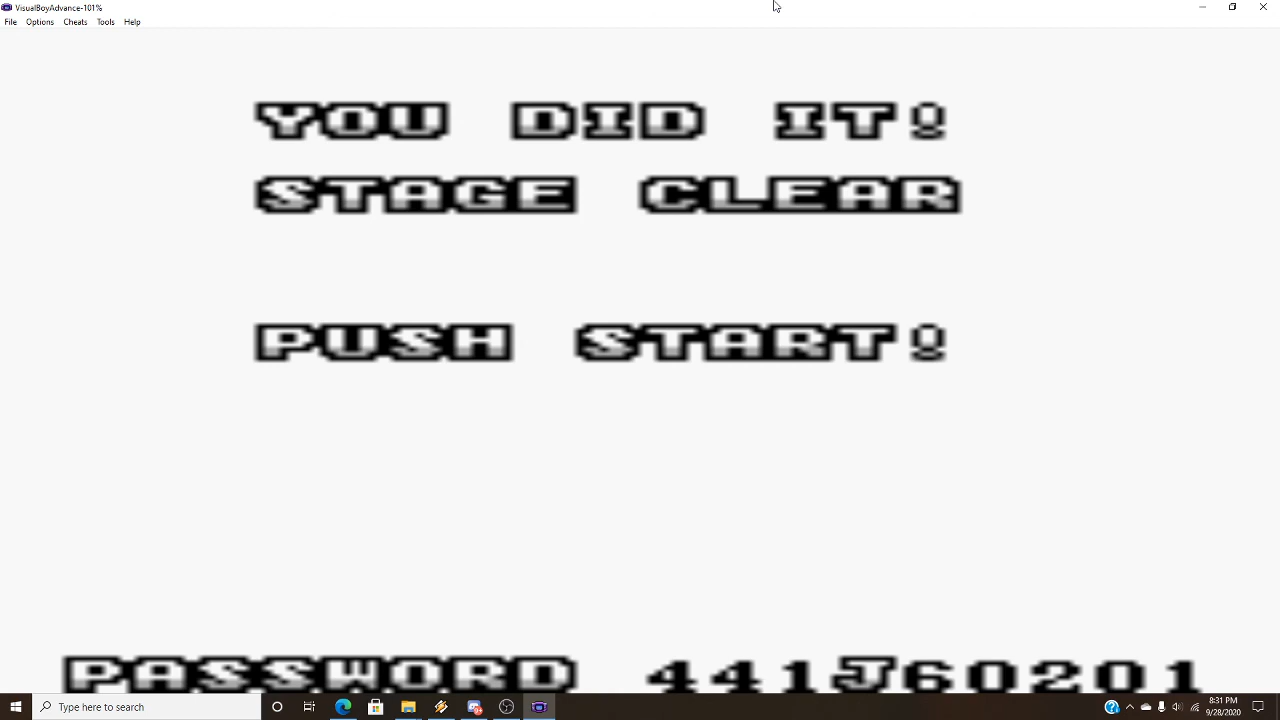 VisualBoyAdvance-101%
File Options Cheats Tools Help
YOU DID IT!
STAGE CLEAR
PUSH START!
PASSWORD 441J60201
Type here to search
8:31 PM
9/28/2020